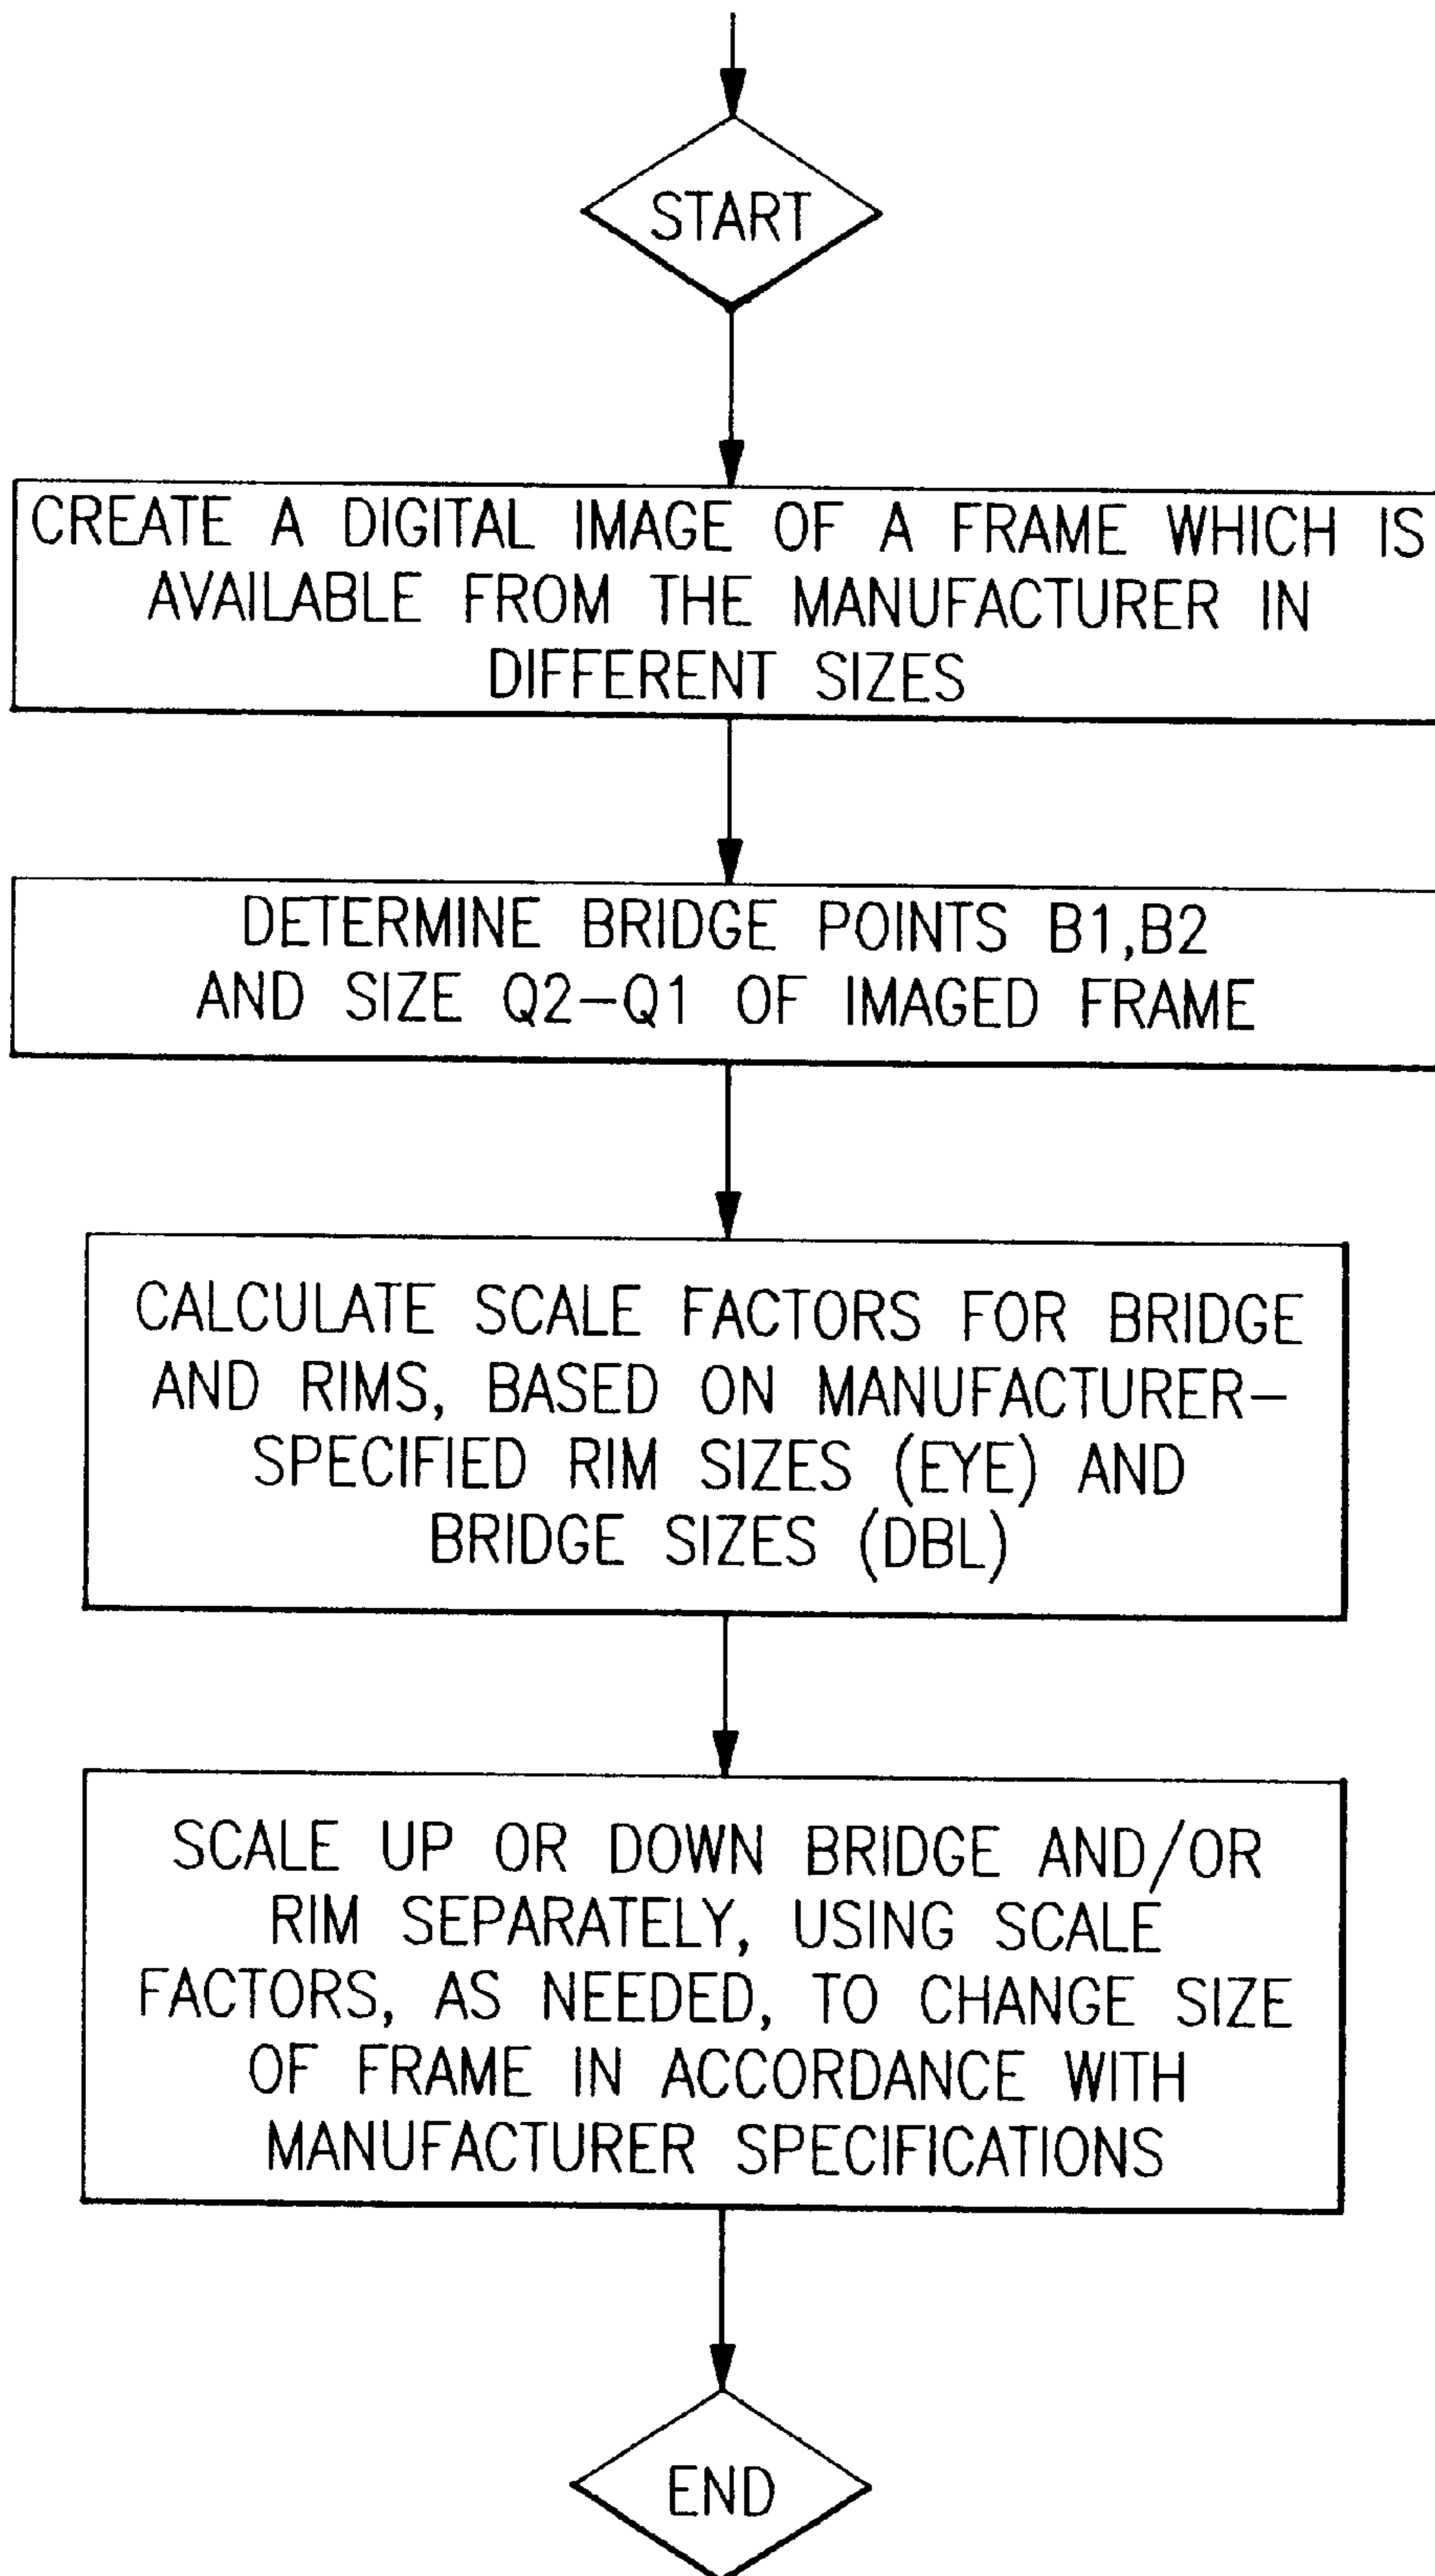 START
CREATE A DIGITAL IMAGE OF A FRAME WHICH IS
AVAILABLE FROM THE MANUFACTURER IN
DIFFERENT SIZES
DETERMINE BRIDGE POINTS B1,B2
AND SIZE Q2-Q1 OF IMAGED FRAME
CALCULATE SCALE FACTORS FOR BRIDGE
AND RIMS, BASED ON MANUFACTURER-
SPECIFIED RIM SIZES (EYE) AND
BRIDGE SIZES (DBL)
SCALE UP OR DOWN BRIDGE AND/OR
RIM SEPARATELY, USING SCALE
FACTORS, AS NEEDED, TO CHANGE SIZE
OF FRAME IN ACCORDANCE WITH
MANUFACTURER SPECIFICATIONS
END